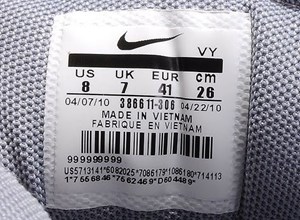 VY
US UK EUR cm
8 7 41 26
04/07/10 386611-306 04/22/10
MADE IN VIETNAM
FABRIQUE EN VIETNAM
999999999